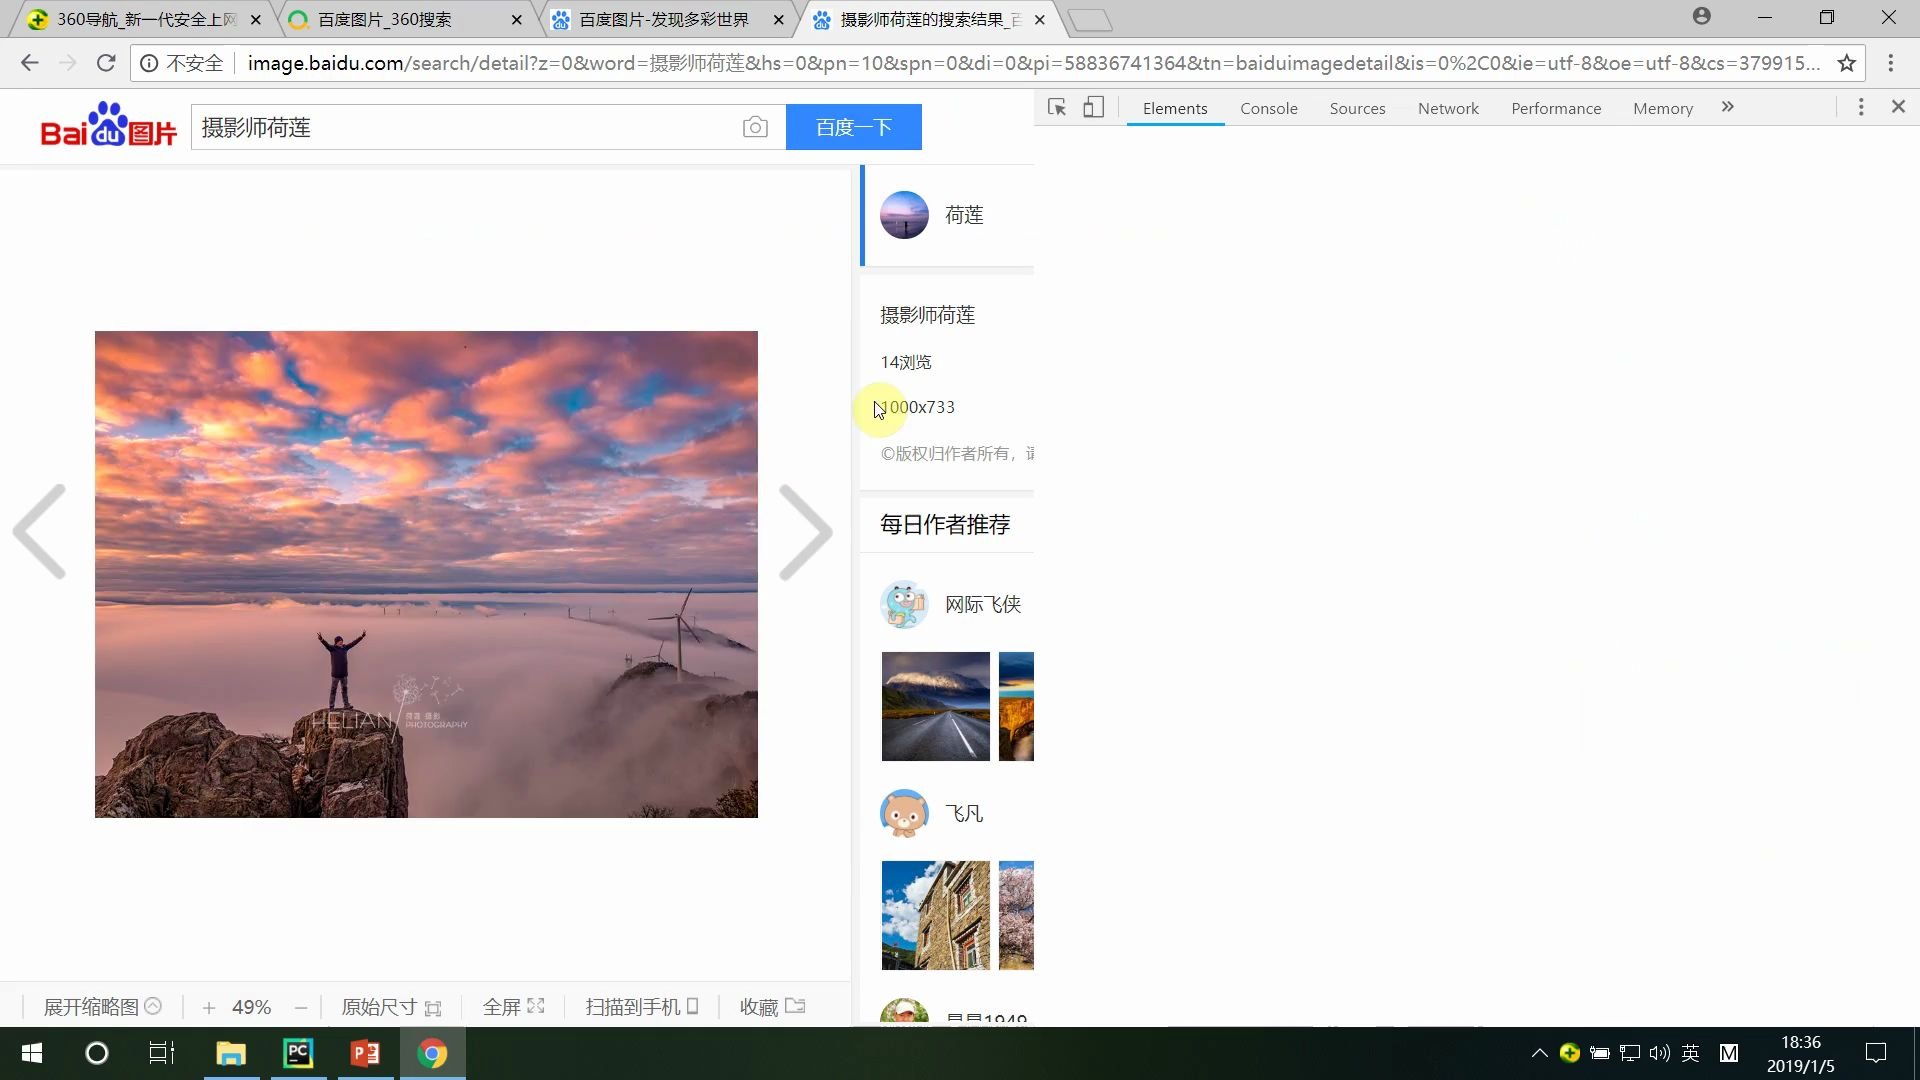 360导航_新一代安全上网
百度图片_360搜索
百度图片-发现多彩世界
摄影师荷莲的搜索结果_百
不安全
image.baidu.com/search/detail?z=0&word=摄影师荷莲&hs=0&pn=10&spn=0&di=0&pi=58836741364&tn=baiduimagedetail&is=0%2C0&ie=utf-8&oe=utf-8&cs=379915...
Bai du 图片
摄影师荷莲
百度一下
Elements
Console
Sources
Network
Performance
Memory
荷莲
摄影师荷莲
14浏览
1000x733
©版权归作者所有，请
每日作者推荐
网际飞侠
飞凡
HELIAN
荷莲 摄影
PHOTOGRAPHY
展开缩略图
49%
原始尺寸
全屏
扫描到手机
收藏
PC
英
M
18:36
2019/1/5